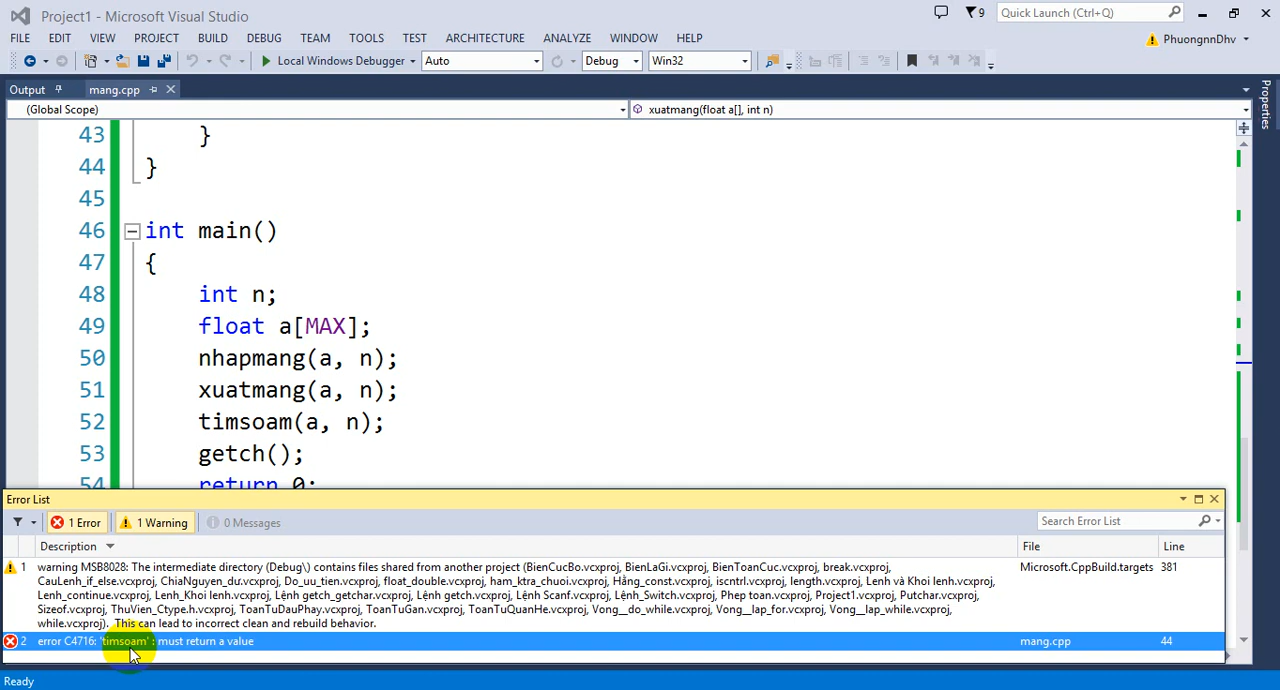 Project1 - Microsoft Visual Studio
9
Quick Launch (Ctrl+Q)
FILE EDIT VIEW PROJECT BUILD DEBUG TEAM TOOLS TEST ARCHITECTURE ANALYZE WINDOW HELP
PhuongnnDhv
Local Windows Debugger Auto Debug Win32
Output mang.cpp
Properties
(Global Scope) xuatmang(float a[], int n)
43 }
44 }
45
46 int main()
47 {
48 int n;
49 float a[MAX];
50 nhapmang(a, n);
51 xuatmang(a, n);
52 timsoam(a, n);
53 getch();
54 return 0;
Error List
1 Error 1 Warning 0 Messages
Search Error List
Description File Line
1 warning MSB8028: The intermediate directory (Debug\) contains files shared from another project (BienCucBo.vcxproj, BienLaGi.vcxproj, BienToanCuc.vcxproj, break.vcxproj, Microsoft.CppBuild.targets 381
CauLenh_if_else.vcxproj, ChiaNguyen_dư.vcxproj, Do_uu_tien.vcxproj, float_double.vcxproj, ham_ktra_chuoi.vcxproj, Hằng_const.vcxproj, iscntrl.vcxproj, length.vcxproj, Lenh và Khoi lenh.vcxproj,
Lenh_continue.vcxproj, Lenh_Khoi lenh.vcxproj, Lệnh getch_getchar.vcxproj, Lệnh getch.vcxproj, Lệnh Scanf.vcxproj, Lệnh_Switch.vcxproj, Phep toan.vcxproj, Project1.vcxproj, Putchar.vcxproj,
Sizeof.vcxproj, ThuVien_Ctype.h.vcxproj, ToanTuDauPhay.vcxproj, ToanTuGan.vcxproj, ToanTuQuanHe.vcxproj, Vong__do_while.vcxproj, Vong__lap_for.vcxproj, Vong__lap_while.vcxproj,
while.vcxproj). This can lead to incorrect clean and rebuild behavior.
2 error C4716: 'timsoam' : must return a value mang.cpp 44
Ready